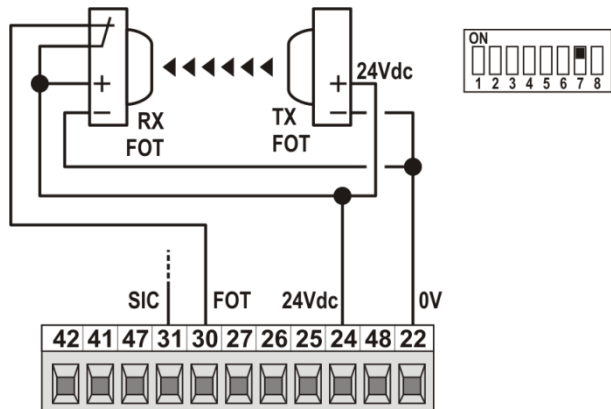 ON
1 2 3 4 5 6 7 8
+
−
RX
FOT
+
−
TX
FOT
24Vdc
SIC
FOT
24Vdc
0V
42 41 47 31 30 27 26 25 24 48 22